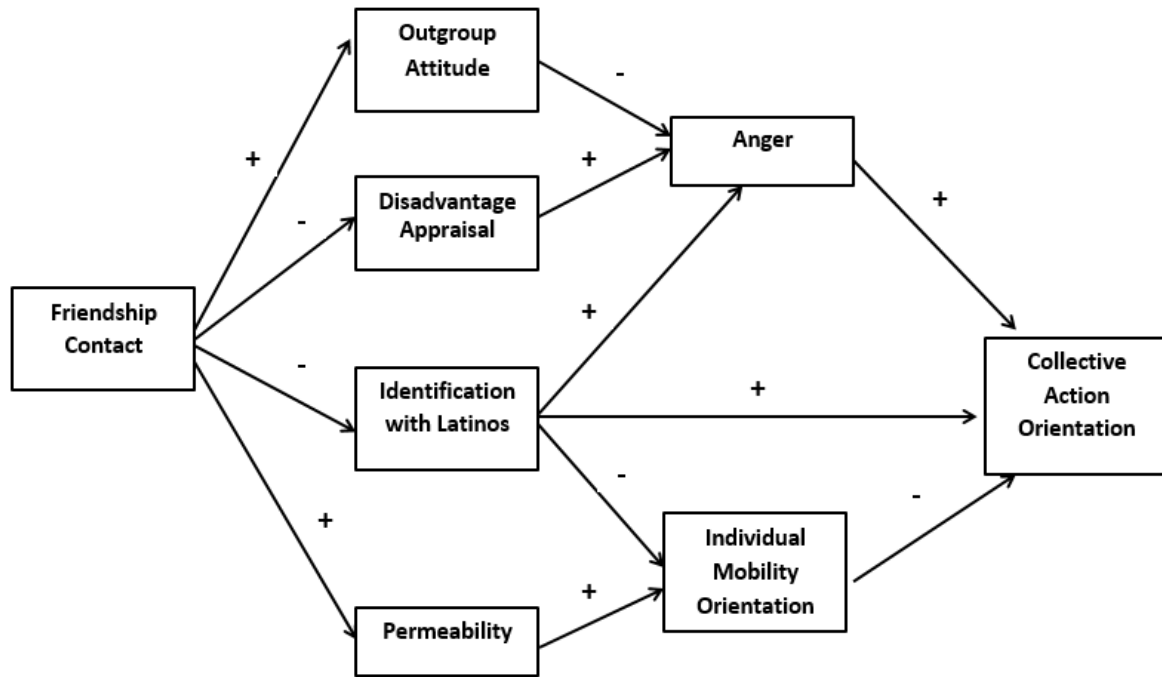 Outgroup
Attitude
-
Anger
+
+
+
Disadvantage
Appraisal
-
+
Friendship
Contact
-
Identification
with Latinos
+
+
Collective
Action
Orientation
-
-
+
Individual
Mobility
Orientation
+
Permeability